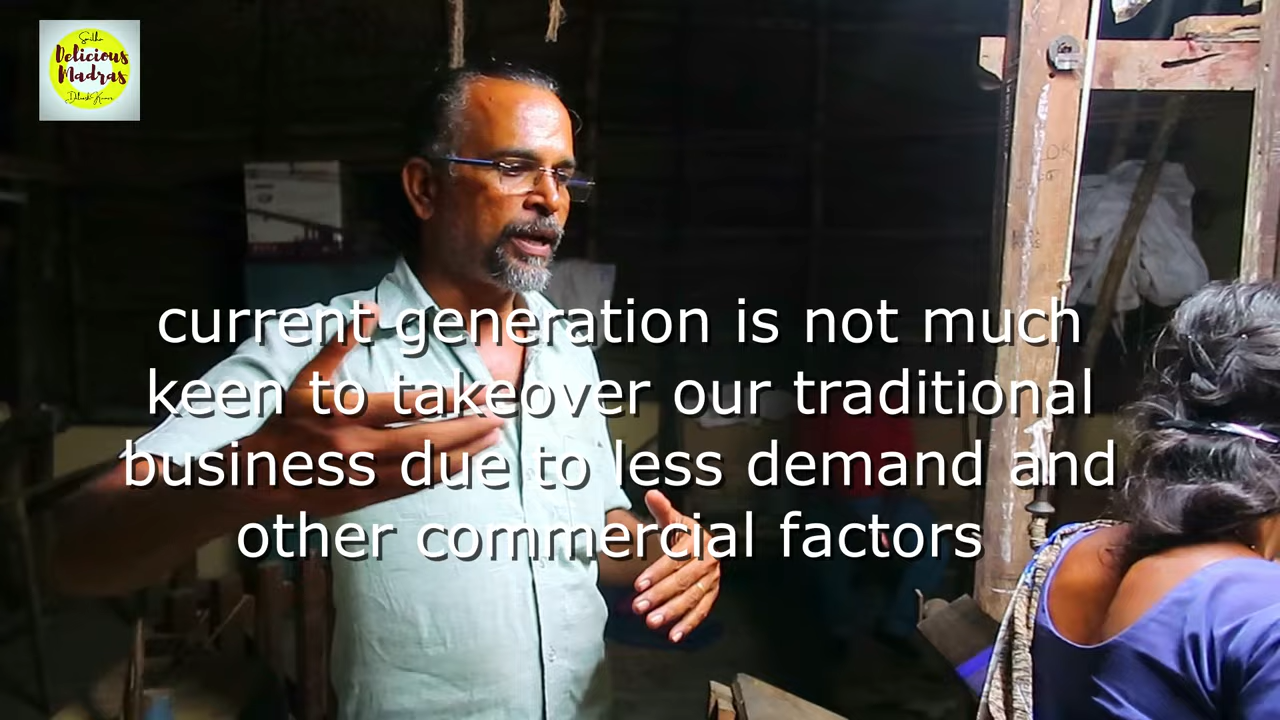 Delicious
Madras
current generation is not much
keen to takeover our traditional
business due to less demand and
other commercial factors